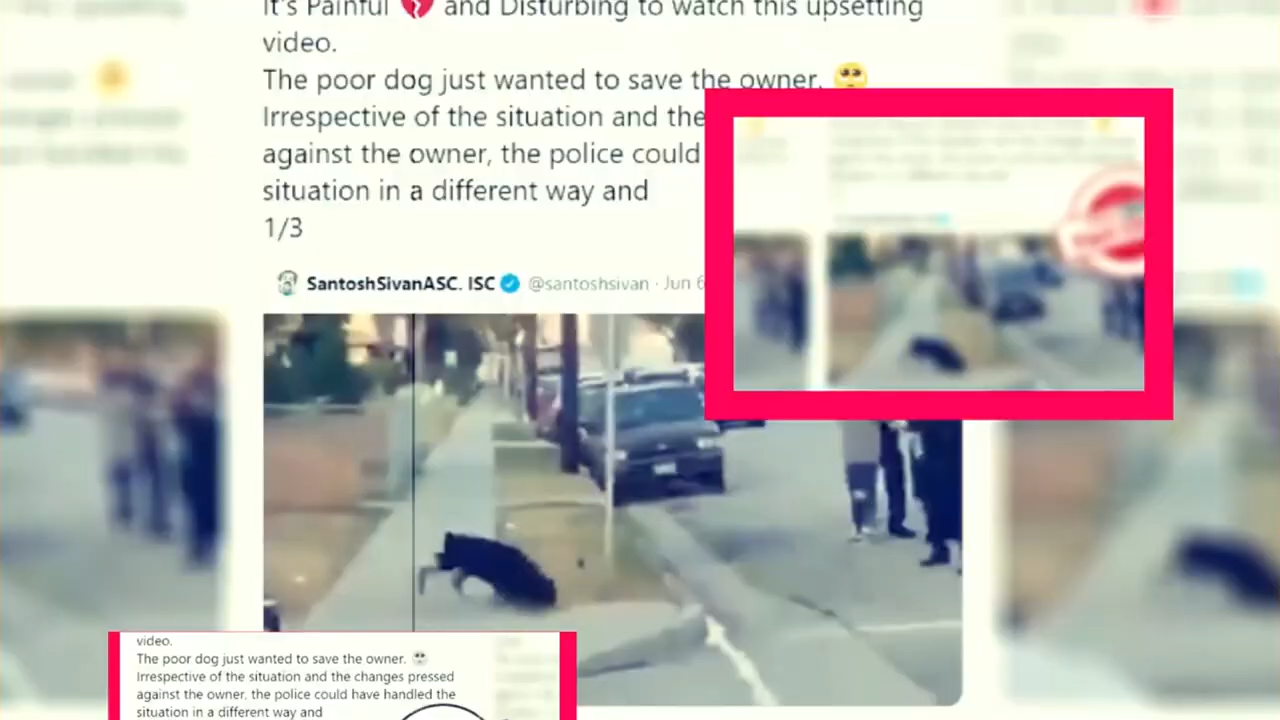 It's Painful 💔 and Disturbing to watch this upsetting
video.
The poor dog just wanted to save the owner. 🥺
Irrespective of the situation and the
against the owner, the police could
situation in a different way and
1/3
SantoshSivanASC. ISC @santoshsivan · Jun 6
video.
The poor dog just wanted to save the owner. 🥺
Irrespective of the situation and the changes pressed
against the owner, the police could have handled the
situation in a different way and